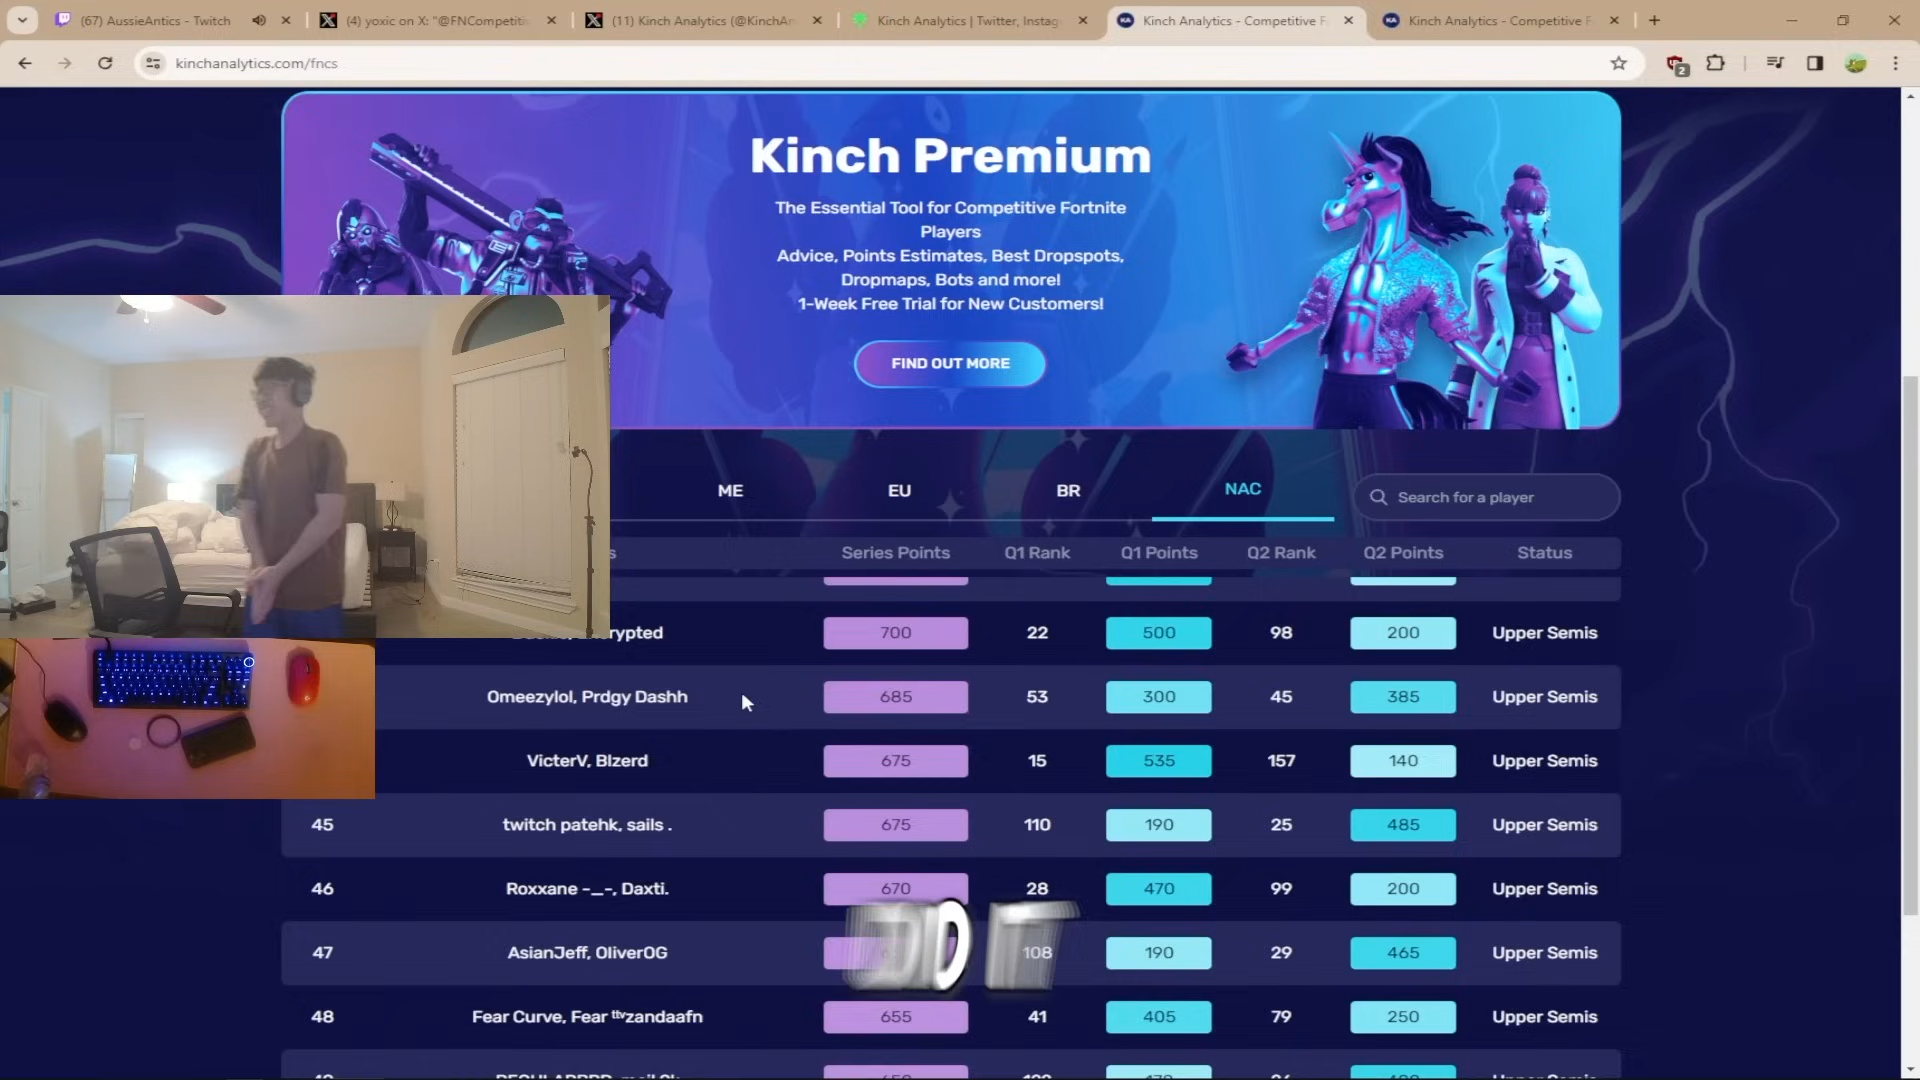 (67) AussieAntics - Twitch
(4) yoxic on X: "@FNCompetiti
(11) Kinch Analytics (@KinchAn
Kinch Analytics | Twitter, Instag
Kinch Analytics - Competitive F
Kinch Analytics - Competitive F
kinchanalytics.com/fncs
2
Kinch Premium
The Essential Tool for Competitive Fortnite
Players
Advice, Points Estimates, Best Dropspots,
Dropmaps, Bots and more!
1-Week Free Trial for New Customers!
FIND OUT MORE
ME EU BR NAC Search for a player
Series Points Q1 Rank Q1 Points Q2 Rank Q2 Points Status
rypted 700 22 500 98 200 Upper Semis
Omeezylol, Prdgy Dashh 685 53 300 45 385 Upper Semis
VicterV, Blzerd 675 15 535 157 140 Upper Semis
45 twitch patehk, sails . 675 110 190 25 485 Upper Semis
46 Roxxane -_-, Daxti. 670 28 470 99 200 Upper Semis
47 AsianJeff, OliverOG 108 190 29 465 Upper Semis
48 Fear Curve, Fear ᵗᵗᵛzandaafn 655 41 405 79 250 Upper Semis